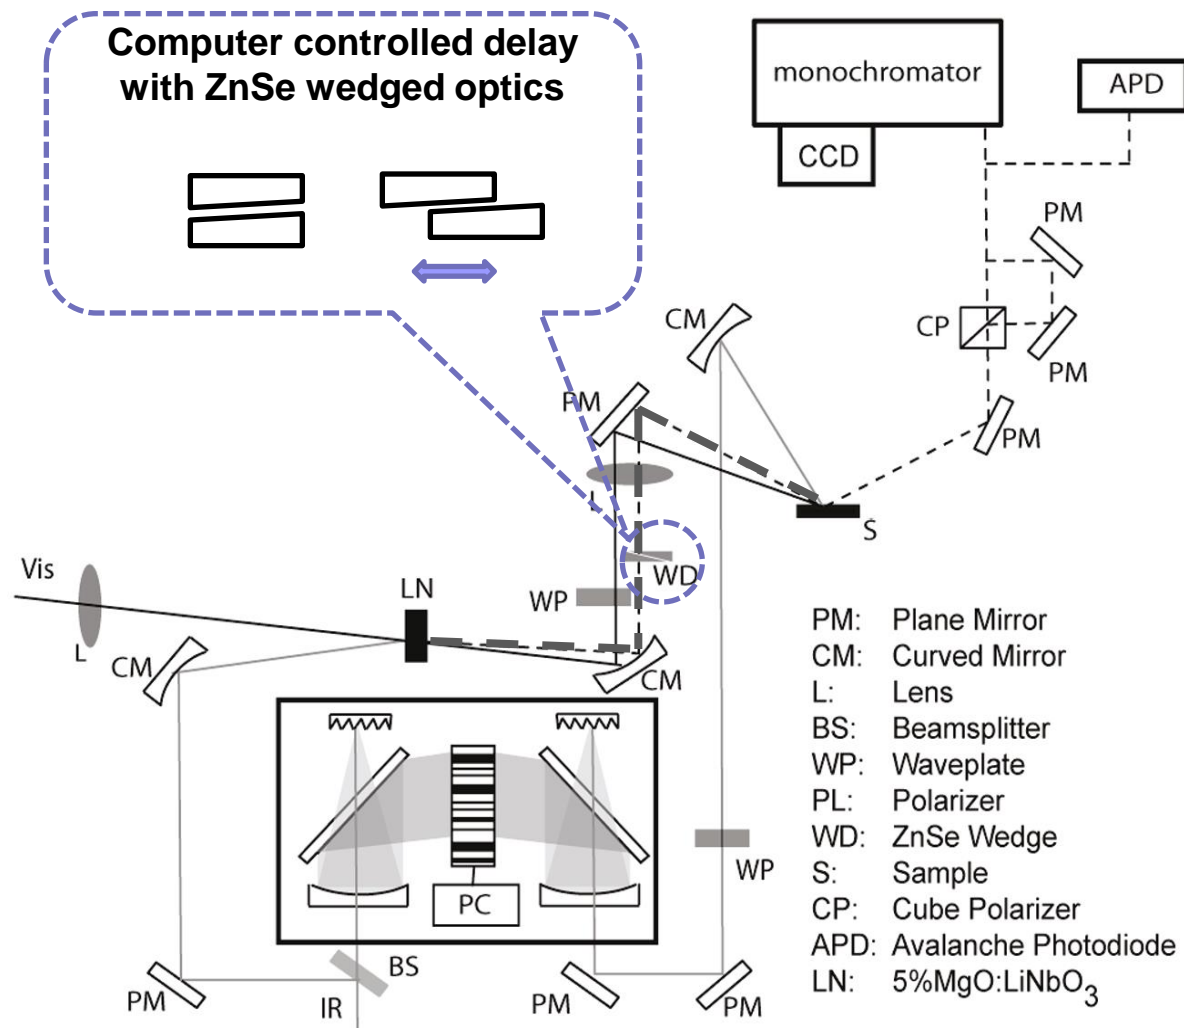 Computer controlled delay
with ZnSe wedged optics
monochromator
APD
CCD
PM
CM
CP
PM
PM
PM
L
S
Vis
LN
WP
WD
L
CM
CM
PC
WP
BS
PM
IR
PM
PM
PM: Plane Mirror
CM: Curved Mirror
L: Lens
BS: Beamsplitter
WP: Waveplate
PL: Polarizer
WD: ZnSe Wedge
S: Sample
CP: Cube Polarizer
APD: Avalanche Photodiode
LN: 5%MgO:LiNbO3